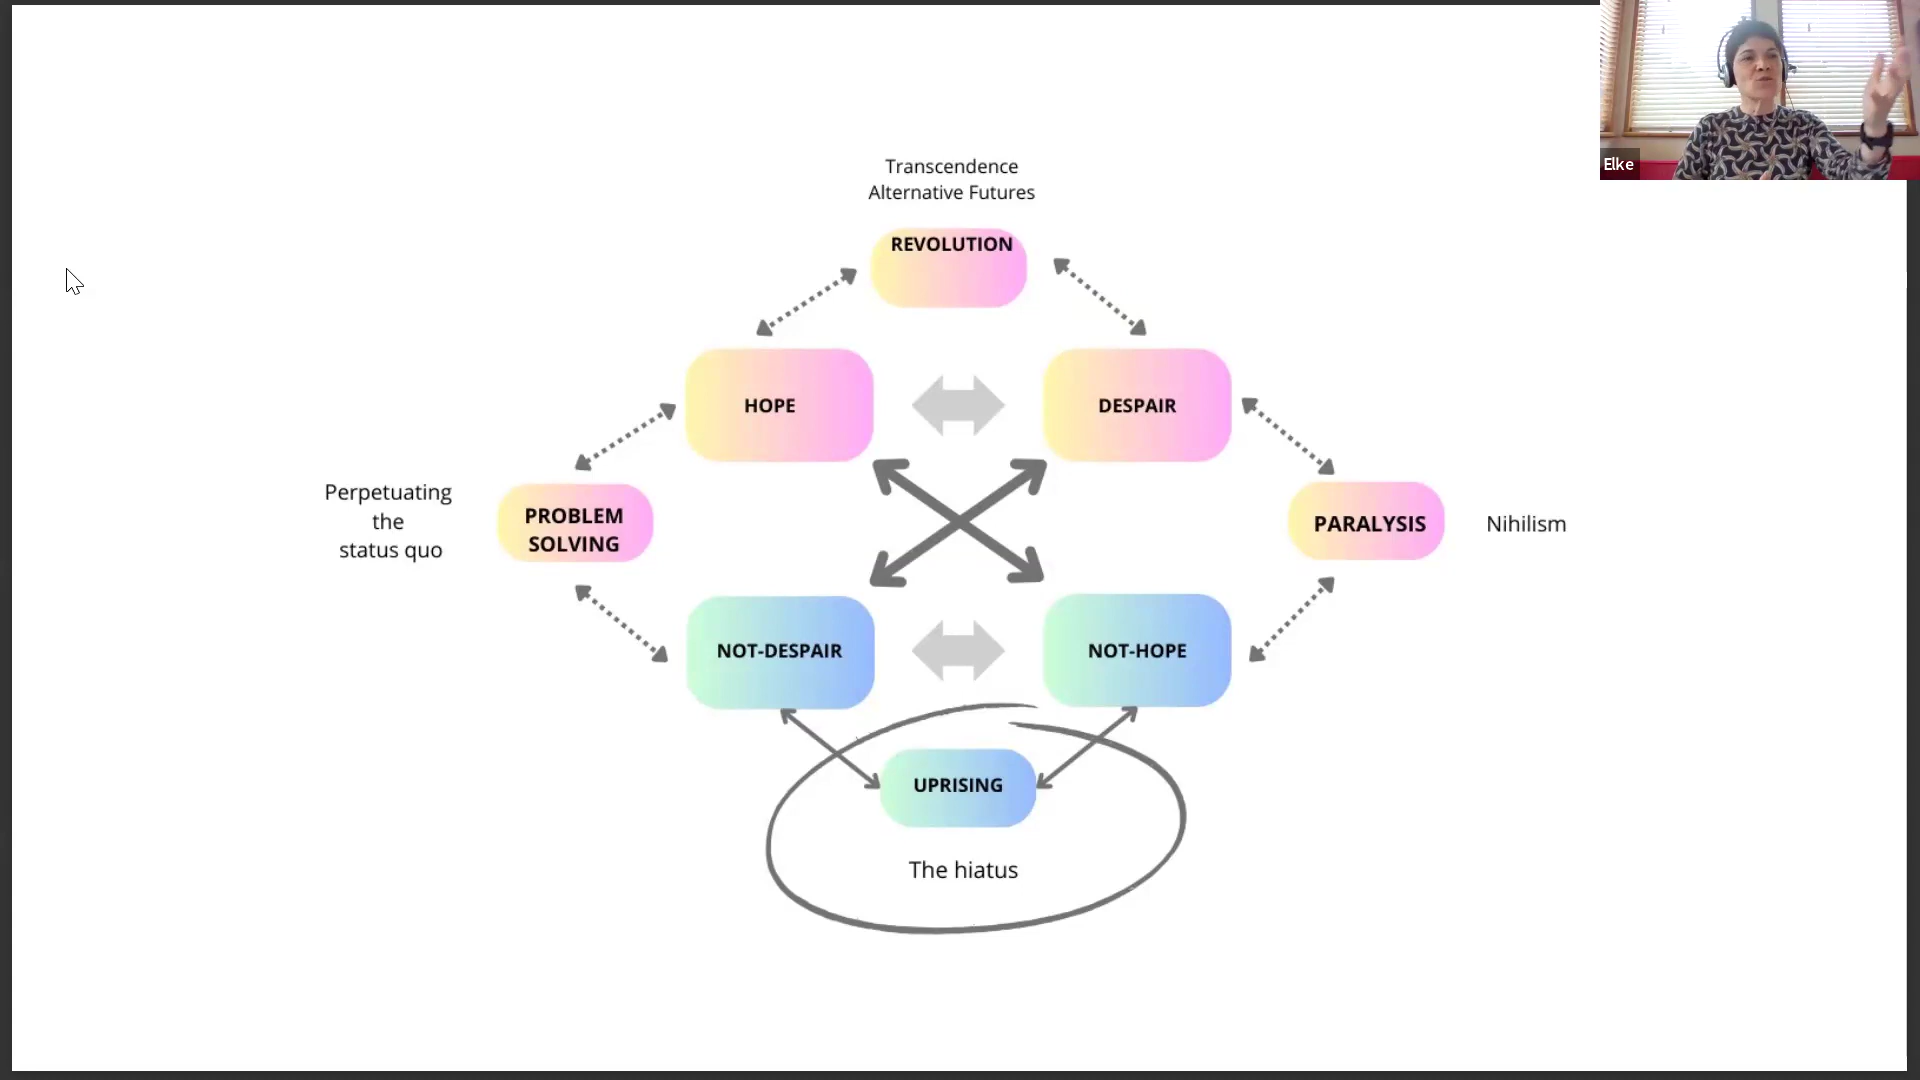 Elke
Transcendence
Alternative Futures
REVOLUTION
HOPE
DESPAIR
Perpetuating
the
status quo
PROBLEM
SOLVING
PARALYSIS
Nihilism
NOT-DESPAIR
NOT-HOPE
UPRISING
The hiatus